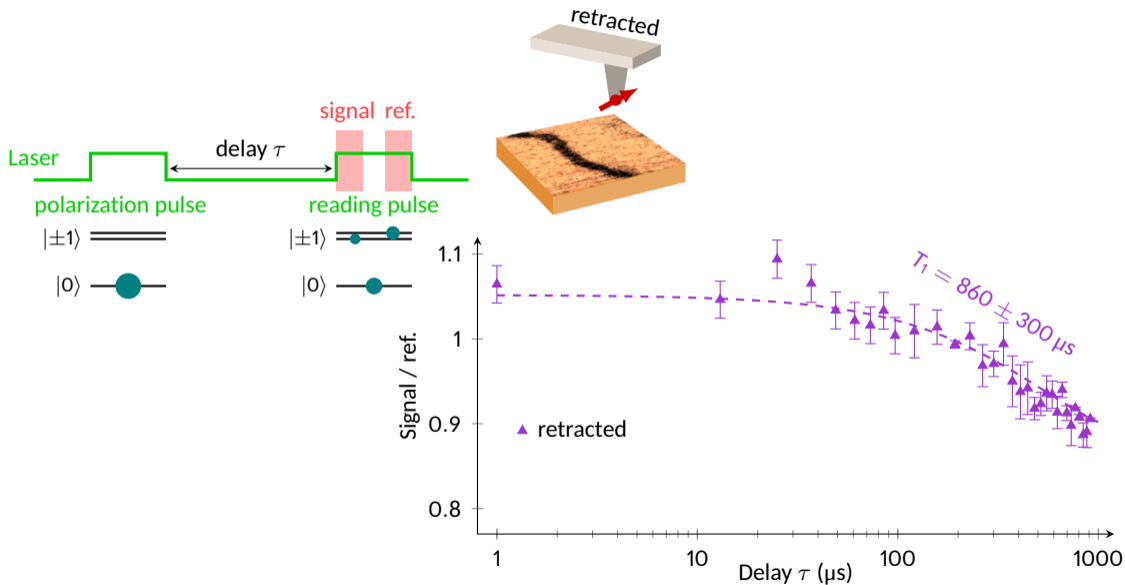 retracted
signal ref.
Laser
delay τ
polarization pulse
reading pulse
|±1⟩
|±1⟩
|0⟩
|0⟩
1.1
1
0.9
0.8
Signal / ref.
T₁ = 860 ± 300 µs
retracted
1
10
100
1000
Delay τ (µs)